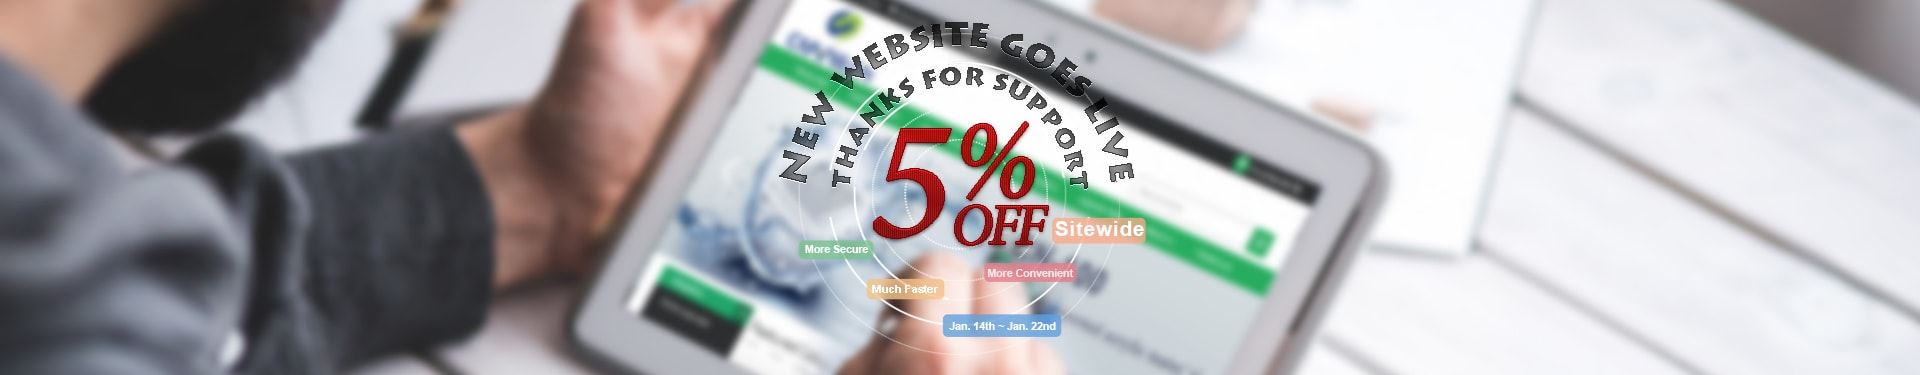 NEW WEBSITE GOES LIVE
THANKS FOR SUPPORT
5% OFF
Sitewide
More Secure
More Convenient
Much Faster
Jan. 14th ~ Jan. 22nd